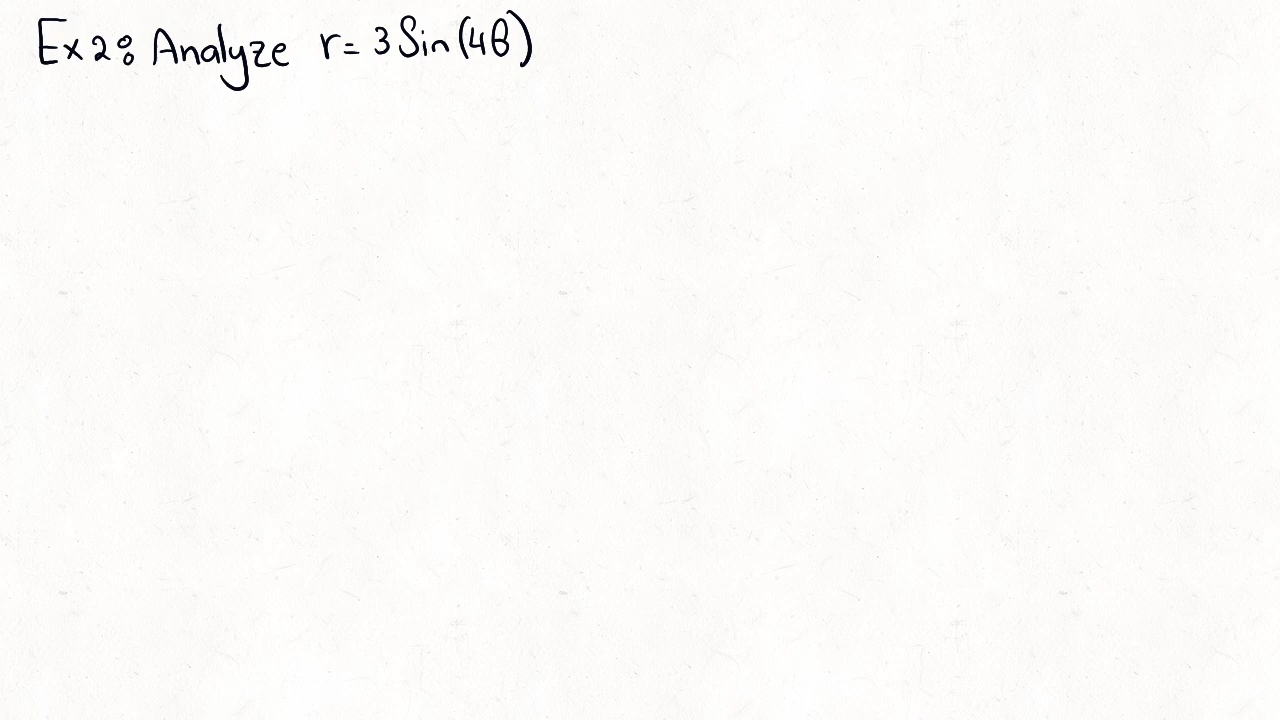 Ex 2: Analyze r = 3 Sin(4θ)